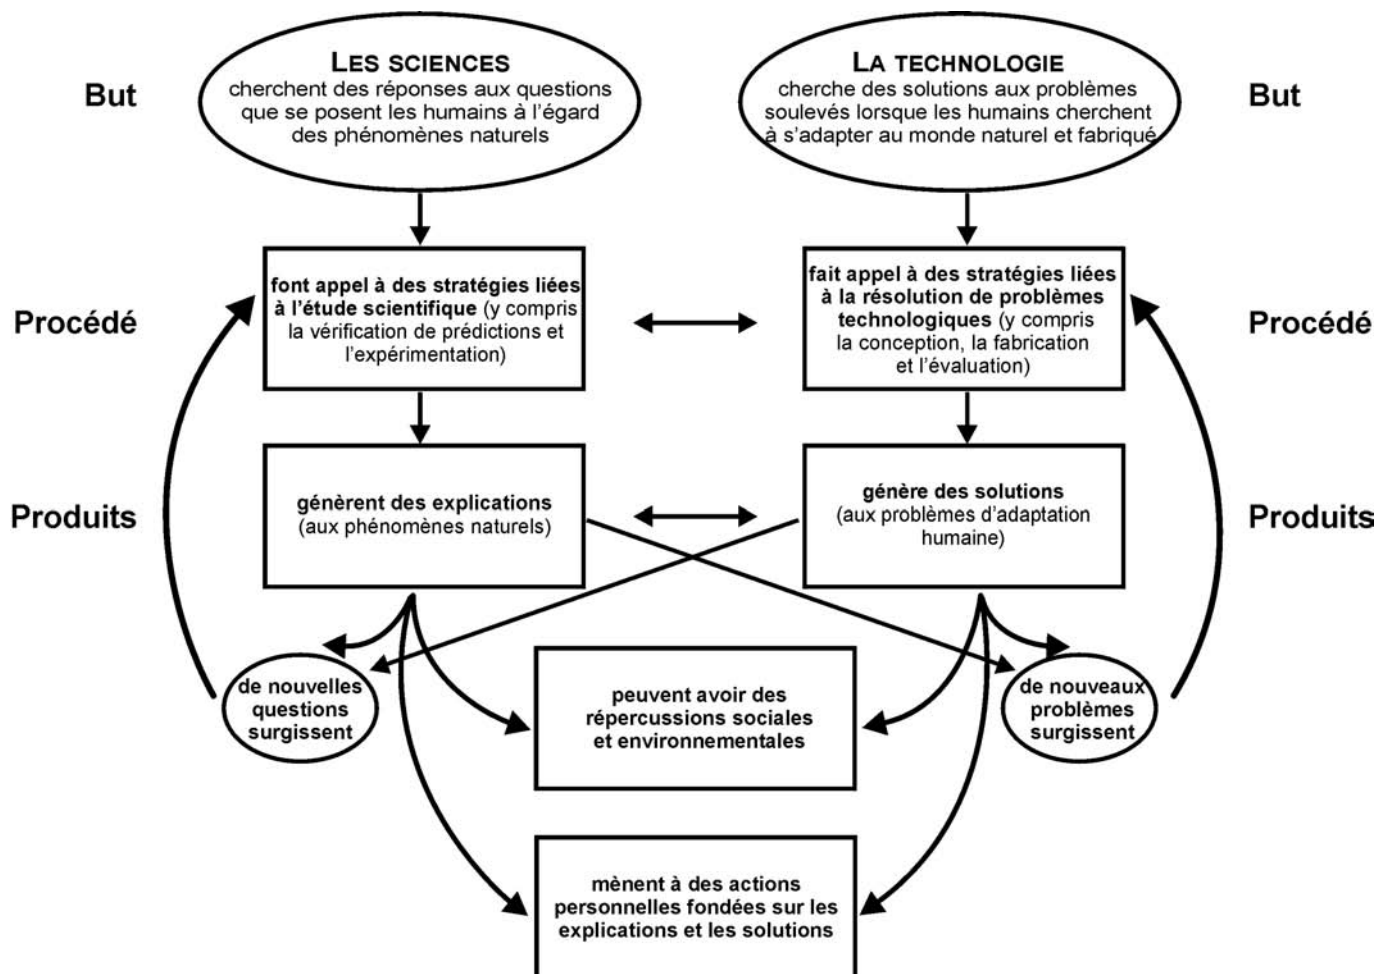 LES SCIENCES
cherchent des réponses aux questions
que se posent les humains à l'égard
des phénomènes naturels
LA TECHNOLOGIE
cherche des solutions aux problèmes
soulevés lorsque les humains cherchent
à s'adapter au monde naturel et fabriqué
But
But
font appel à des stratégies liées
à l'étude scientifique (y compris
la vérification de prédictions et
l'expérimentation)
fait appel à des stratégies liées
à la résolution de problèmes
technologiques (y compris
la conception, la fabrication
et l'évaluation)
Procédé
Procédé
génèrent des explications
(aux phénomènes naturels)
génère des solutions
(aux problèmes d'adaptation
humaine)
Produits
Produits
de nouvelles
questions
surgissent
peuvent avoir des
répercussions sociales
et environnementales
de nouveaux
problèmes
surgissent
mènent à des actions
personnelles fondées sur les
explications et les solutions